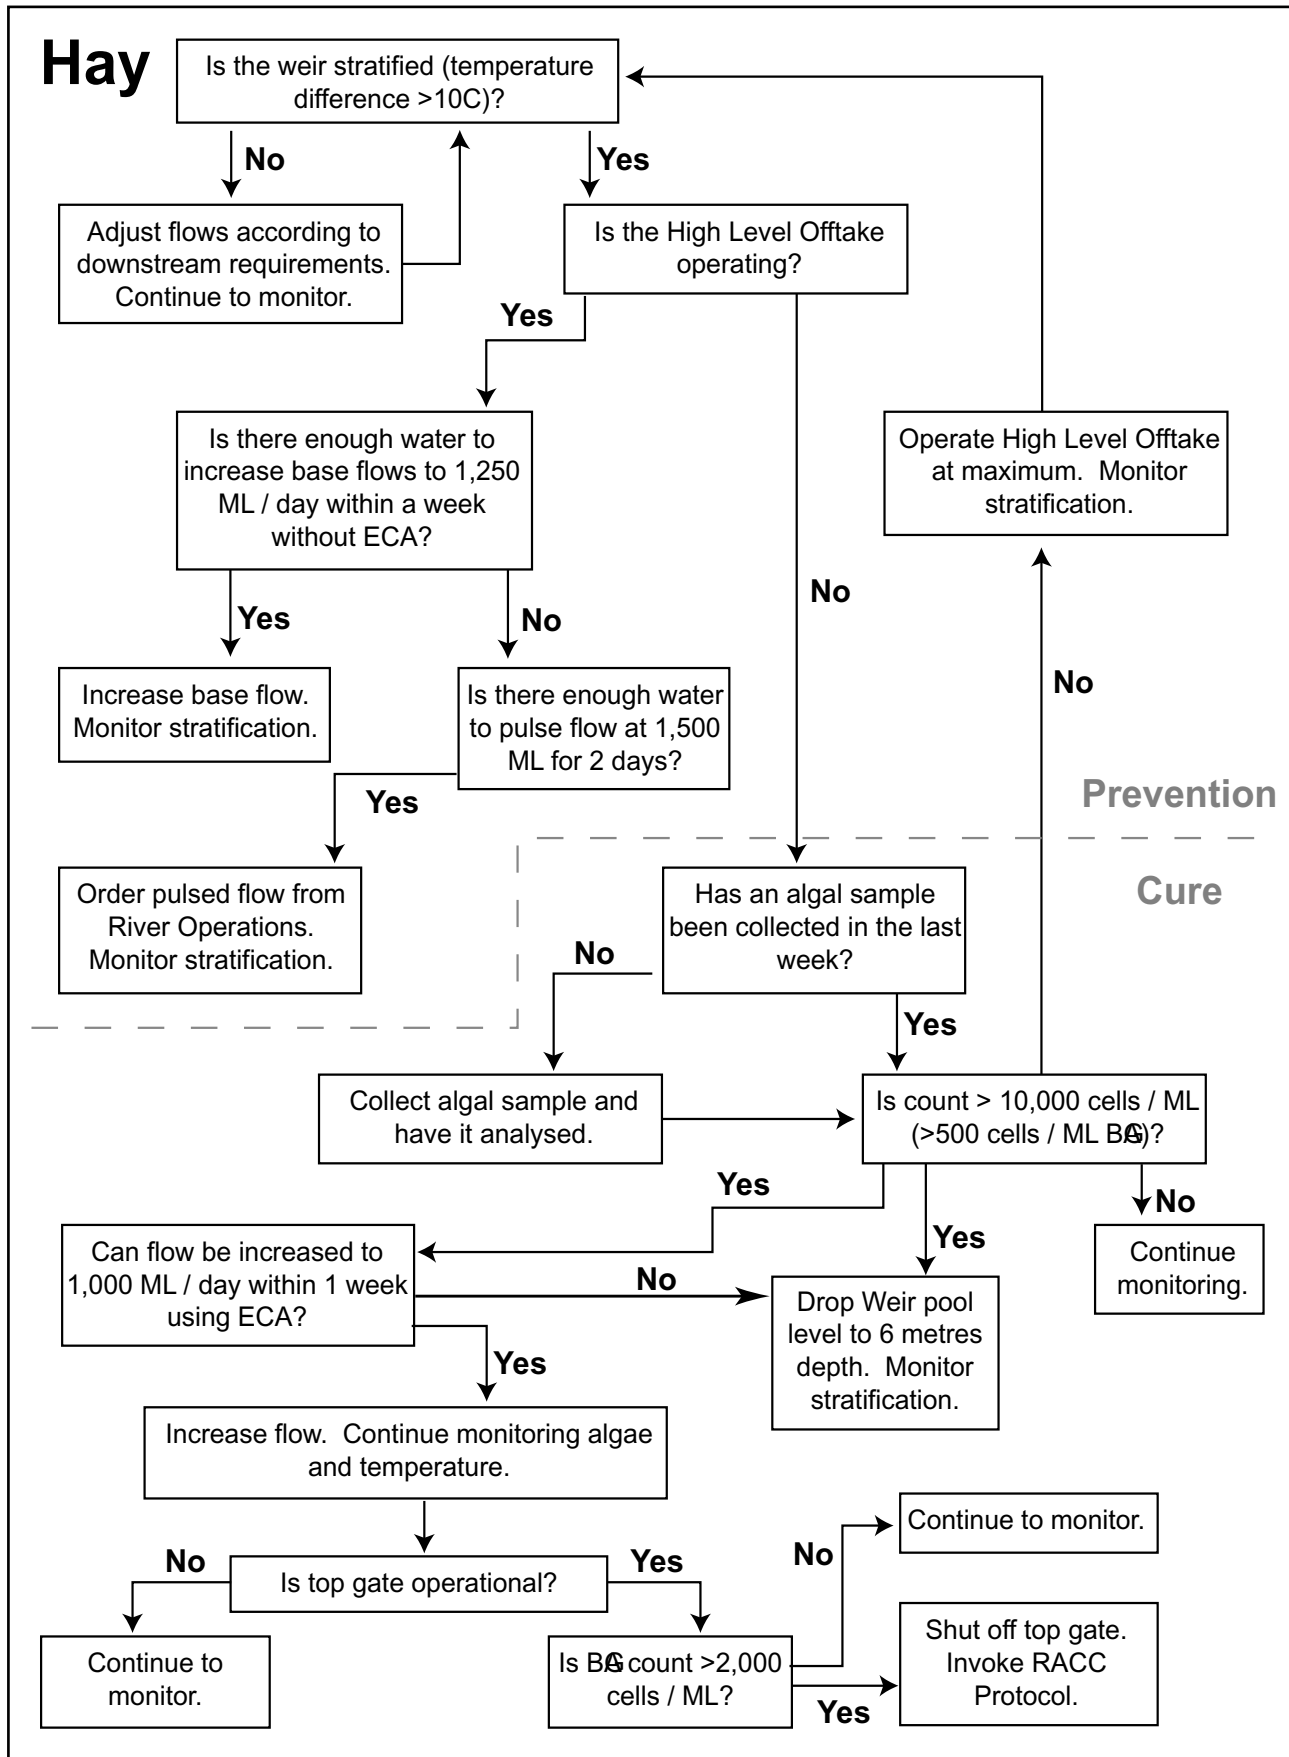 Hay
Is the weir stratified (temperature
difference >10C)?
No
Yes
Adjust flows according to
downstream requirements.
Continue to monitor.
Is the High Level Offtake
operating?
Yes
No
Is there enough water to
increase base flows to 1,250
ML / day within a week
without ECA?
Operate High Level Offtake
at maximum. Monitor
stratification.
Yes
No
No
Increase base flow.
Monitor stratification.
Is there enough water
to pulse flow at 1,500
ML for 2 days?
Yes
Prevention
Cure
Order pulsed flow from
River Operations.
Monitor stratification.
Has an algal sample
been collected in the last
week?
No
Yes
Collect algal sample and
have it analysed.
Is count > 10,000 cells / ML
(>500 cells / ML BGA)?
Yes
Yes
No
Can flow be increased to
1,000 ML / day within 1 week
using ECA?
No
Drop Weir pool
level to 6 metres
depth. Monitor
stratification.
Continue
monitoring.
Yes
Increase flow. Continue monitoring algae
and temperature.
No
Is top gate operational?
Yes
No
Continue to monitor.
Continue to
monitor.
Is BGA count >2,000
cells / ML?
Yes
Shut off top gate.
Invoke RACC
Protocol.